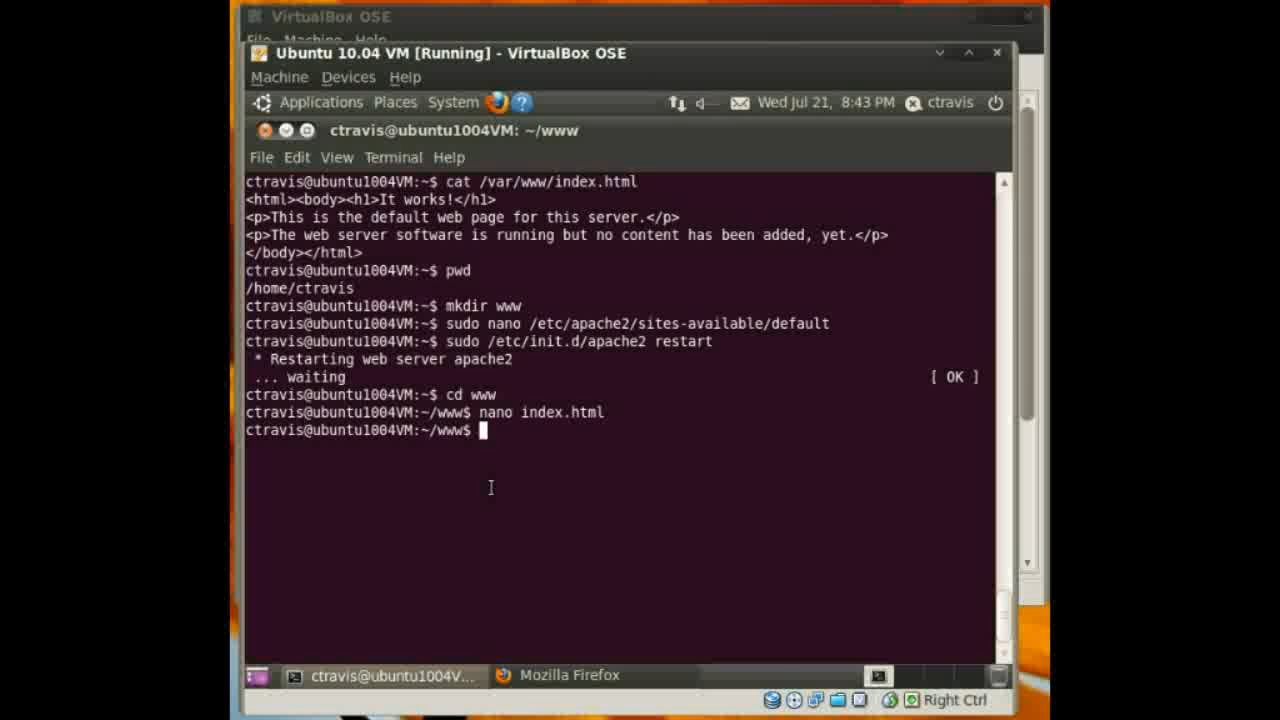 VirtualBox OSE
File Machine Help
Ubuntu 10.04 VM [Running] - VirtualBox OSE
Machine Devices Help
Applications Places System Wed Jul 21, 8:43 PM ctravis
ctravis@ubuntu1004VM: ~/www
File Edit View Terminal Help
ctravis@ubuntu1004VM:~$ cat /var/www/index.html
<html><body><h1>It works!</h1>
<p>This is the default web page for this server.</p>
<p>The web server software is running but no content has been added, yet.</p>
</body></html>
ctravis@ubuntu1004VM:~$ pwd
/home/ctravis
ctravis@ubuntu1004VM:~$ mkdir www
ctravis@ubuntu1004VM:~$ sudo nano /etc/apache2/sites-available/default
ctravis@ubuntu1004VM:~$ sudo /etc/init.d/apache2 restart
* Restarting web server apache2
... waiting [ OK ]
ctravis@ubuntu1004VM:~$ cd www
ctravis@ubuntu1004VM:~/www$ nano index.html
ctravis@ubuntu1004VM:~/www$
ctravis@ubuntu1004V... Mozilla Firefox
Right Ctrl